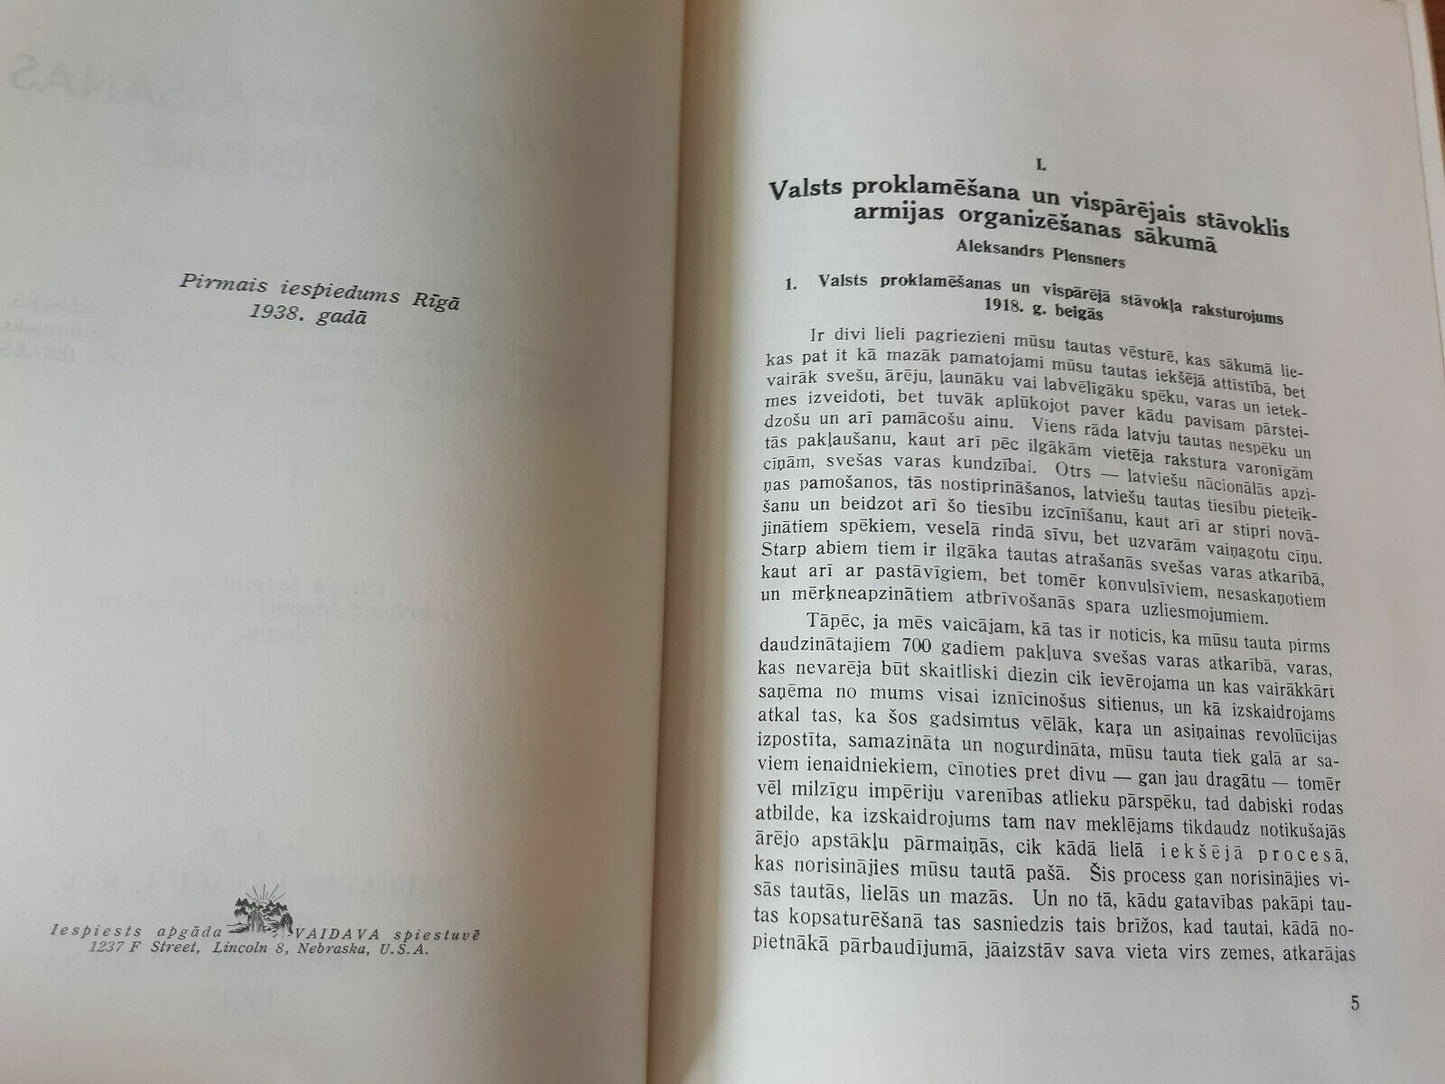 Pirmais iespiedums Rīgā
1938. gadā
Iespiests apgāda VAIDAVA spiestuvē
1237 F Street, Lincoln 8, Nebraska, U.S.A.
I.
Valsts proklamēšana un vispārējais stāvoklis
armijas organizēšanas sākumā
Aleksandrs Plensners
1. Valsts proklamēšanas un vispārējā stāvokļa raksturojums
1918. g. beigās
Ir divi lieli pagriezieni mūsu tautas vēsturē, kas sākumā lie-
kas pat it kā mazāk pamatojami mūsu tautas iekšējā attīstībā, bet
vairāk svešu, ārēju, ļaunāku vai labvēlīgāku spēku, varas un ietek-
mes izveidoti, bet tuvāk aplūkojot paver kādu pavisam pārstei-
dzošu un arī pamācošu ainu. Viens rāda latvju tautas nespēku un
tās pakļaušanu, kaut arī pēc ilgākām vietēja rakstura varonīgām
cīņām, svešas varas kundzībai. Otrs — latviešu nācionālās apzi-
ņas pamošanos, tās nostiprināšanos, latviešu tautas tiesību pieteik-
šanu un beidzot arī šo tiesību izcīnīšanu, kaut arī ar stipri novā-
jinātiem spēkiem, veselā rindā sīvu, bet uzvarām vaiņagotu cīņu.
Starp abiem tiem ir ilgāka tautas atrašanās svešas varas atkarībā,
kaut arī ar pastāvīgiem, bet tomēr konvulsīviem, nesaskaņotiem
un mērķneapzinātiem atbrīvošanās spara uzliesmojumiem.
Tāpēc, ja mēs vaicājam, kā tas ir noticis, ka mūsu tauta pirms
daudzinātajiem 700 gadiem pakļuva svešas varas atkarībā, varas,
kas nevarēja būt skaitliski diezin cik ievērojama un kas vairākkārt
saņēma no mums visai iznīcinošus sitienus, un kā izskaidrojams
atkal tas, ka šos gadsimtus vēlāk, kaŗa un asiņainas revolūcijas
izpostīta, samazināta un nogurdināta, mūsu tauta tiek galā ar sa-
viem ienaidniekiem, cīnoties pret divu — gan jau dragātu — tomēr
vēl milzīgu impēriju varenības atlieku pārspēku, tad dabiski rodas
atbilde, ka izskaidrojums tam nav meklējams tikdaudz notikušajās
ārējo apstākļu pārmaiņās, cik kādā lielā iekšējā procesā,
kas norisinājies mūsu tautā pašā. Šis process gan norisinājies vi-
sās tautās, lielās un mazās. Un no tā, kādu gatavības pakāpi tau-
tas kopsaturēšanā tas sasniedzis tais brīžos, kad tautai, kādā no-
pietnākā pārbaudījumā, jāaizstāv sava vieta virs zemes, atkarājas
5